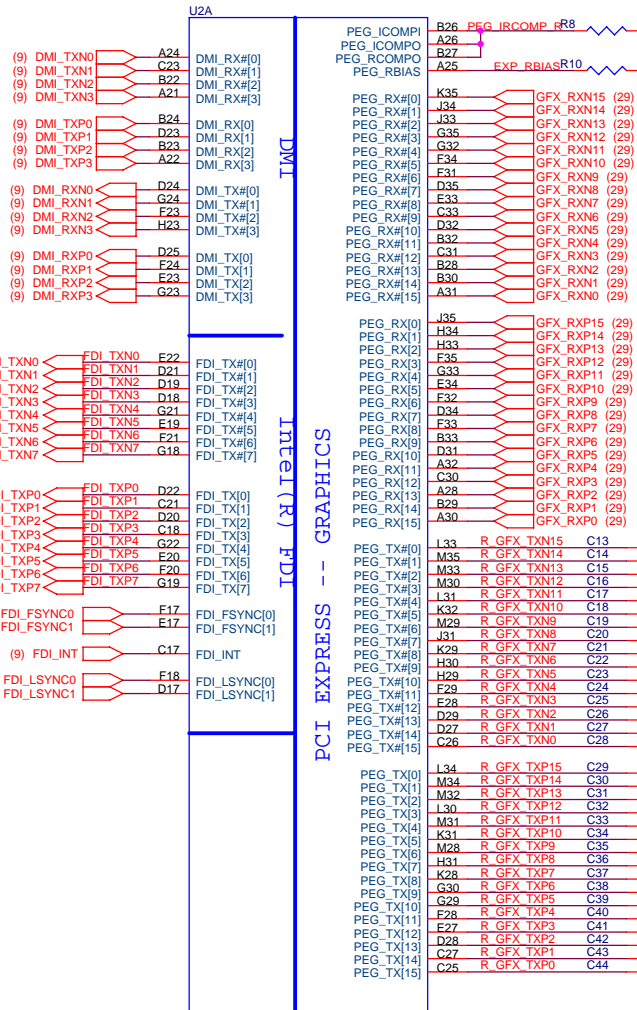 U2A
(9) DMI_TXN0 A24 DMI_RX#[0]
(9) DMI_TXN1 C23 DMI_RX#[1]
(9) DMI_TXN2 B22 DMI_RX#[2]
(9) DMI_TXN3 A21 DMI_RX#[3]
(9) DMI_TXP0 B24 DMI_RX[0]
(9) DMI_TXP1 D23 DMI_RX[1]
(9) DMI_TXP2 B23 DMI_RX[2]
(9) DMI_TXP3 A22 DMI_RX[3]
(9) DMI_RXN0 D24 DMI_TX#[0]
(9) DMI_RXN1 G24 DMI_TX#[1]
(9) DMI_RXN2 F23 DMI_TX#[2]
(9) DMI_RXN3 H23 DMI_TX#[3]
(9) DMI_RXP0 D25 DMI_TX[0]
(9) DMI_RXP1 F24 DMI_TX[1]
(9) DMI_RXP2 E23 DMI_TX[2]
(9) DMI_RXP3 G23 DMI_TX[3]
DMI
DI_TXN0 FDI_TXN0 E22 FDI_TX#[0]
DI_TXN1 FDI_TXN1 D21 FDI_TX#[1]
DI_TXN2 FDI_TXN2 D19 FDI_TX#[2]
DI_TXN3 FDI_TXN3 D18 FDI_TX#[3]
DI_TXN4 FDI_TXN4 G21 FDI_TX#[4]
DI_TXN5 FDI_TXN5 E19 FDI_TX#[5]
DI_TXN6 FDI_TXN6 F21 FDI_TX#[6]
DI_TXN7 FDI_TXN7 G18 FDI_TX#[7]
DI_TXP0 FDI_TXP0 D22 FDI_TX[0]
DI_TXP1 FDI_TXP1 C21 FDI_TX[1]
DI_TXP2 FDI_TXP2 D20 FDI_TX[2]
DI_TXP3 FDI_TXP3 C18 FDI_TX[3]
DI_TXP4 FDI_TXP4 G22 FDI_TX[4]
DI_TXP5 FDI_TXP5 E20 FDI_TX[5]
DI_TXP6 FDI_TXP6 F20 FDI_TX[6]
DI_TXP7 FDI_TXP7 G19 FDI_TX[7]
FDI_FSYNC0 F17 FDI_FSYNC[0]
FDI_FSYNC1 E17 FDI_FSYNC[1]
(9) FDI_INT C17 FDI_INT
FDI_LSYNC0 F18 FDI_LSYNC[0]
FDI_LSYNC1 D17 FDI_LSYNC[1]
Intel(R) FDI
PCI EXPRESS -- GRAPHICS
PEG_ICOMPI B26 PEG_IRCOMP_R R8
PEG_ICOMPO A26
PEG_RCOMPO B27
PEG_RBIAS A25 EXP_RBIAS R10
PEG_RX#[0] K35 GFX_RXN15 (29)
PEG_RX#[1] J34 GFX_RXN14 (29)
PEG_RX#[2] J33 GFX_RXN13 (29)
PEG_RX#[3] G35 GFX_RXN12 (29)
PEG_RX#[4] G32 GFX_RXN11 (29)
PEG_RX#[5] F34 GFX_RXN10 (29)
PEG_RX#[6] F31 GFX_RXN9 (29)
PEG_RX#[7] D35 GFX_RXN8 (29)
PEG_RX#[8] E33 GFX_RXN7 (29)
PEG_RX#[9] C33 GFX_RXN6 (29)
PEG_RX#[10] D32 GFX_RXN5 (29)
PEG_RX#[11] B32 GFX_RXN4 (29)
PEG_RX#[12] C31 GFX_RXN3 (29)
PEG_RX#[13] B28 GFX_RXN2 (29)
PEG_RX#[14] B30 GFX_RXN1 (29)
PEG_RX#[15] A31 GFX_RXN0 (29)
PEG_RX[0] J35 GFX_RXP15 (29)
PEG_RX[1] H34 GFX_RXP14 (29)
PEG_RX[2] H33 GFX_RXP13 (29)
PEG_RX[3] F35 GFX_RXP12 (29)
PEG_RX[4] G33 GFX_RXP11 (29)
PEG_RX[5] E34 GFX_RXP10 (29)
PEG_RX[6] F32 GFX_RXP9 (29)
PEG_RX[7] D34 GFX_RXP8 (29)
PEG_RX[8] F33 GFX_RXP7 (29)
PEG_RX[9] B33 GFX_RXP6 (29)
PEG_RX[10] D31 GFX_RXP5 (29)
PEG_RX[11] A32 GFX_RXP4 (29)
PEG_RX[12] C30 GFX_RXP3 (29)
PEG_RX[13] A28 GFX_RXP2 (29)
PEG_RX[14] B29 GFX_RXP1 (29)
PEG_RX[15] A30 GFX_RXP0 (29)
PEG_TX#[0] L33 R_GFX_TXN15 C13
PEG_TX#[1] M35 R_GFX_TXN14 C14
PEG_TX#[2] M33 R_GFX_TXN13 C15
PEG_TX#[3] M30 R_GFX_TXN12 C16
PEG_TX#[4] L31 R_GFX_TXN11 C17
PEG_TX#[5] K32 R_GFX_TXN10 C18
PEG_TX#[6] M29 R_GFX_TXN9 C19
PEG_TX#[7] J31 R_GFX_TXN8 C20
PEG_TX#[8] K29 R_GFX_TXN7 C21
PEG_TX#[9] H30 R_GFX_TXN6 C22
PEG_TX#[10] H29 R_GFX_TXN5 C23
PEG_TX#[11] F29 R_GFX_TXN4 C24
PEG_TX#[12] E28 R_GFX_TXN3 C25
PEG_TX#[13] D29 R_GFX_TXN2 C26
PEG_TX#[14] D27 R_GFX_TXN1 C27
PEG_TX#[15] C26 R_GFX_TXN0 C28
PEG_TX[0] L34 R_GFX_TXP15 C29
PEG_TX[1] M34 R_GFX_TXP14 C30
PEG_TX[2] M32 R_GFX_TXP13 C31
PEG_TX[3] L30 R_GFX_TXP12 C32
PEG_TX[4] M31 R_GFX_TXP11 C33
PEG_TX[5] K31 R_GFX_TXP10 C34
PEG_TX[6] M28 R_GFX_TXP9 C35
PEG_TX[7] H31 R_GFX_TXP8 C36
PEG_TX[8] K28 R_GFX_TXP7 C37
PEG_TX[9] G30 R_GFX_TXP6 C38
PEG_TX[10] G29 R_GFX_TXP5 C39
PEG_TX[11] F28 R_GFX_TXP4 C40
PEG_TX[12] E27 R_GFX_TXP3 C41
PEG_TX[13] D28 R_GFX_TXP2 C42
PEG_TX[14] C27 R_GFX_TXP1 C43
PEG_TX[15] C25 R_GFX_TXP0 C44